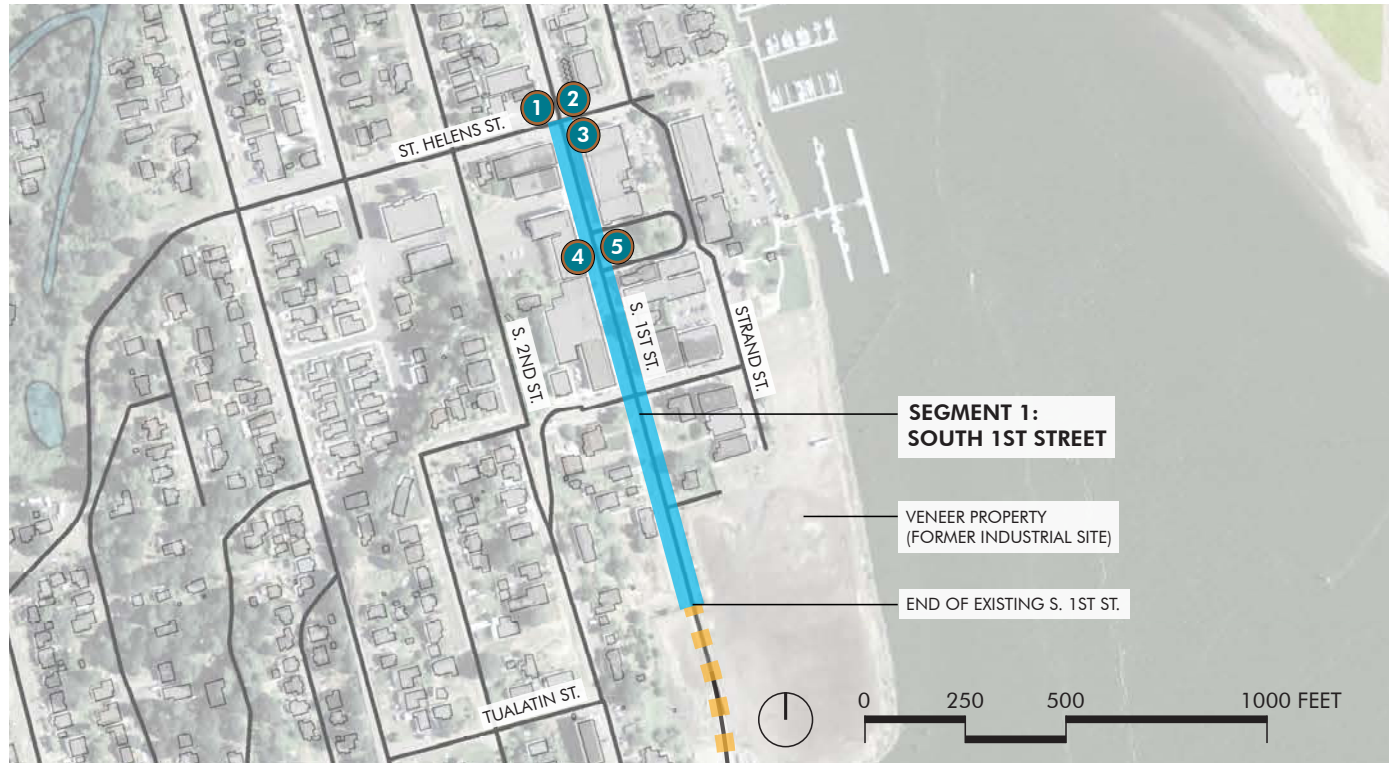 1
2
3
ST. HELENS ST.
4
5
S. 2ND ST.
S. 1ST ST.
STRAND ST.
SEGMENT 1:
SOUTH 1ST STREET
VENEER PROPERTY
(FORMER INDUSTRIAL SITE)
END OF EXISTING S. 1ST ST.
TUALATIN ST.
0 250 500 1000 FEET